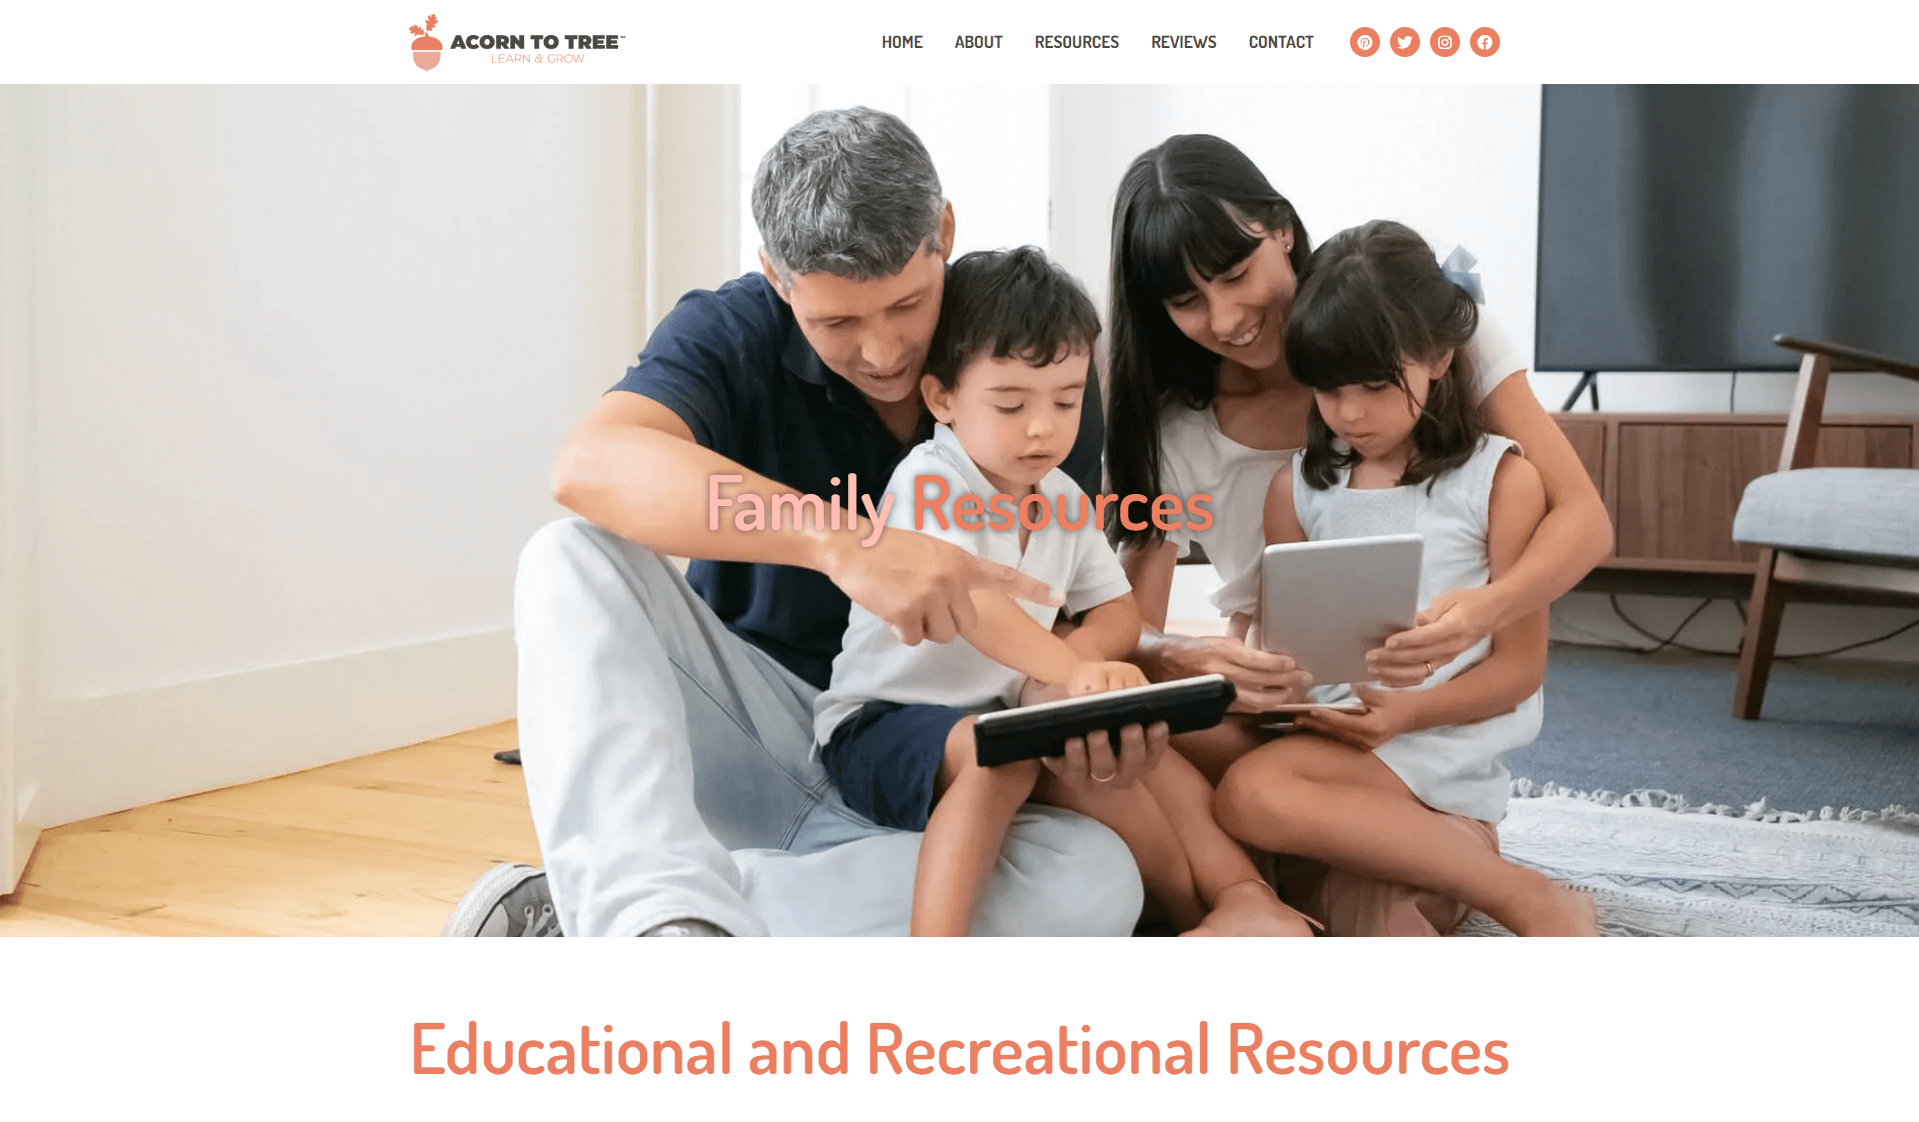 ACORN TO TREE™
LEARN & GROW
HOME ABOUT RESOURCES REVIEWS CONTACT
Family Resources
Educational and Recreational Resources